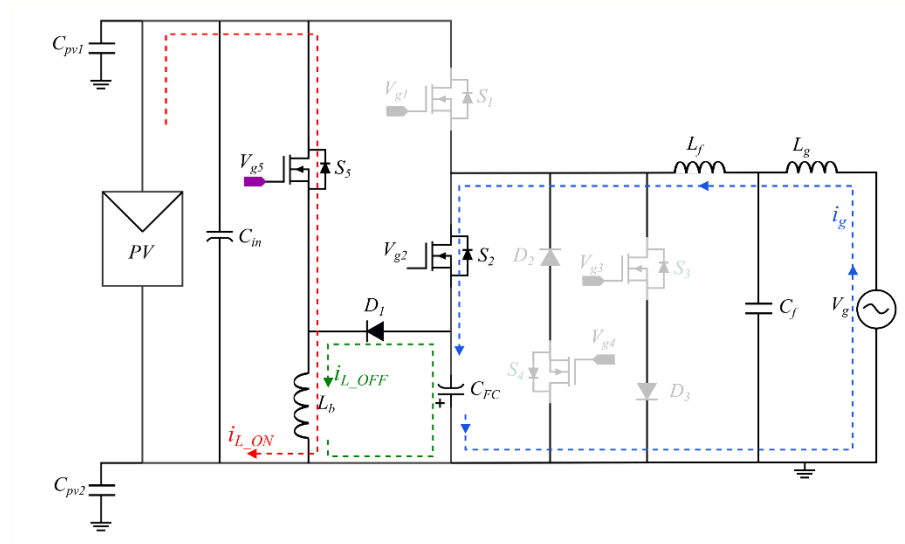 C_pv1
V_g1
S_1
L_f
L_g
V_g5
S_5
i_g
PV
C_in
V_g2
S_2
D_2
V_g3
S_3
D_1
C_f
V_g
V_g4
i_L_OFF
S_4
C_FC
+
D_3
L_b
i_L_ON
C_pv2